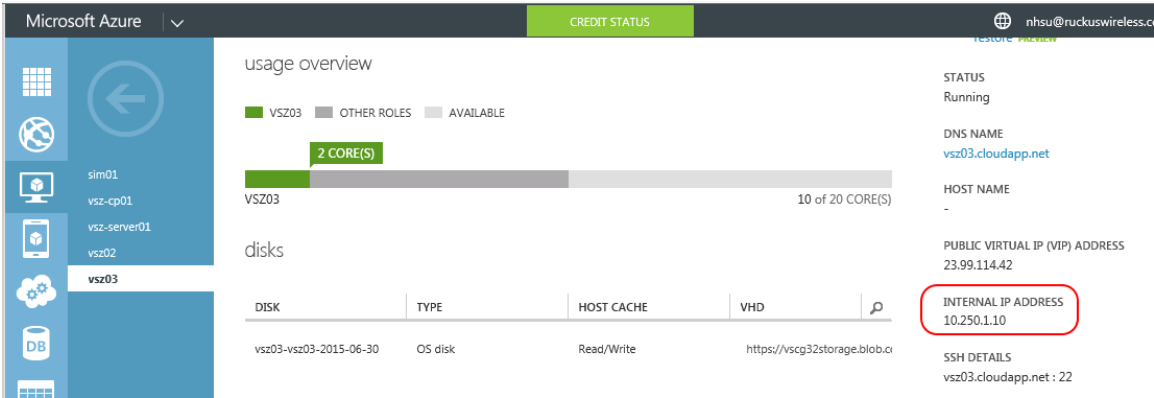 Microsoft Azure
CREDIT STATUS
nhsu@ruckuswireless.c
sim01
vsz-cp01
vsz-server01
vsz02
vsz03
DB
usage overview
VSZ03 OTHER ROLES AVAILABLE
2 CORE(S)
VSZ03 10 of 20 CORE(S)
disks
DISK TYPE HOST CACHE VHD
vsz03-vsz03-2015-06-30 OS disk Read/Write https://vscg32storage.blob.c
restore PREVIEW
STATUS
Running
DNS NAME
vsz03.cloudapp.net
HOST NAME
-
PUBLIC VIRTUAL IP (VIP) ADDRESS
23.99.114.42
INTERNAL IP ADDRESS
10.250.1.10
SSH DETAILS
vsz03.cloudapp.net : 22